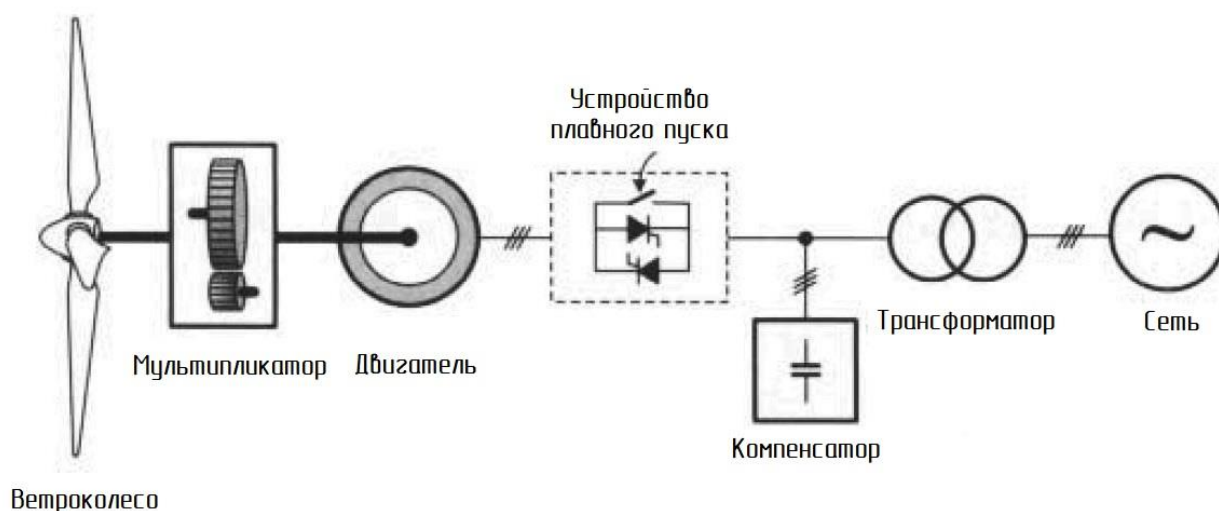 Устройство
плавного пуска
Мультипликатор
Двигатель
Трансформатор
Сеть
Компенсатор
Ветроколесо